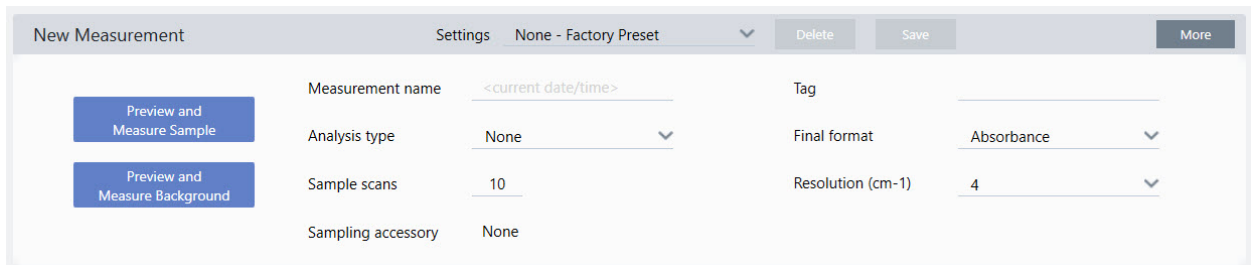 New Measurement Settings None - Factory Preset Delete Save More
Measurement name <current date/time> Tag
Preview and
Measure Sample
Analysis type None Final format Absorbance
Sample scans 10 Resolution (cm-1) 4
Preview and
Measure Background
Sampling accessory None